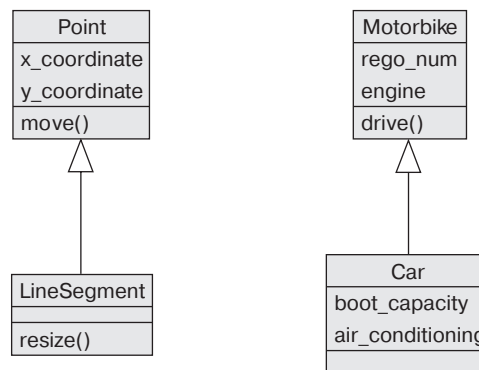 Point
x_coordinate
y_coordinate
move()
LineSegment
resize()
Motorbike
rego_num
engine
drive()
Car
boot_capacity
air_conditioning